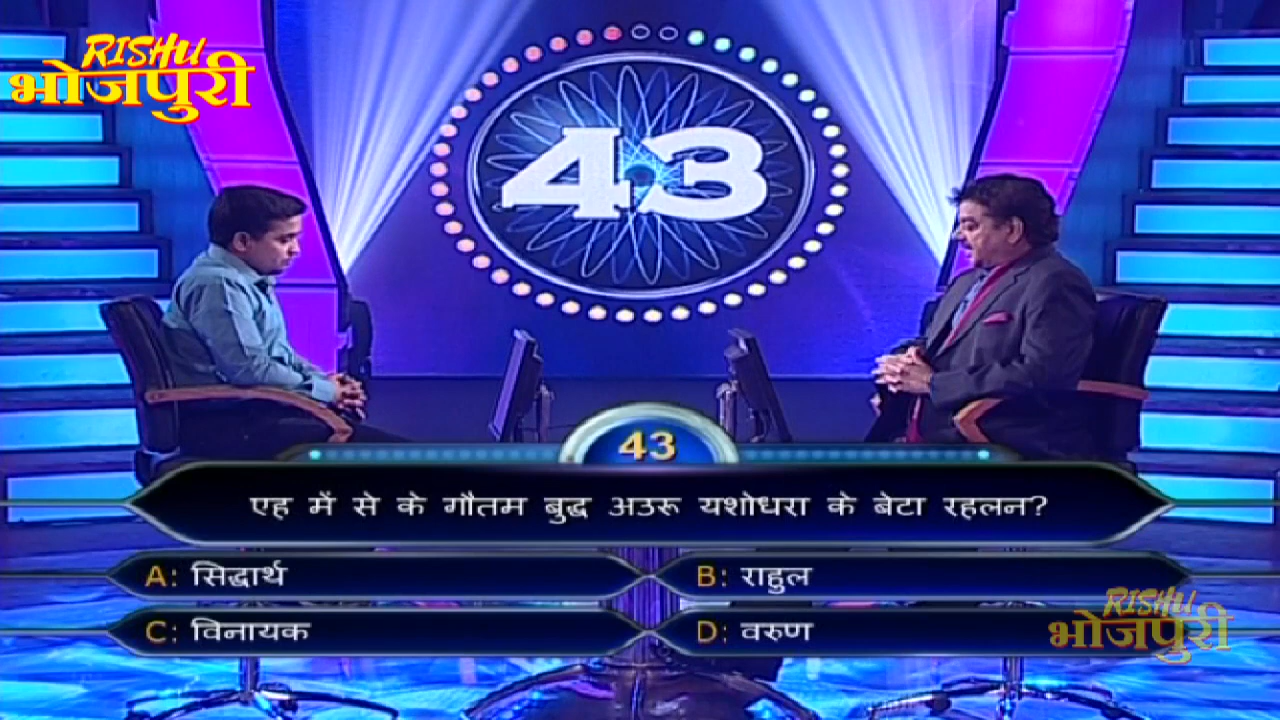 RISHU
भोजपुरी
43
43
एह में से के गौतम बुद्ध अउरू यशोधरा के बेटा रहलन?
A: सिद्धार्थ
B: राहुल
C: विनायक
D: वरुण
RISHU
भोजपुरी